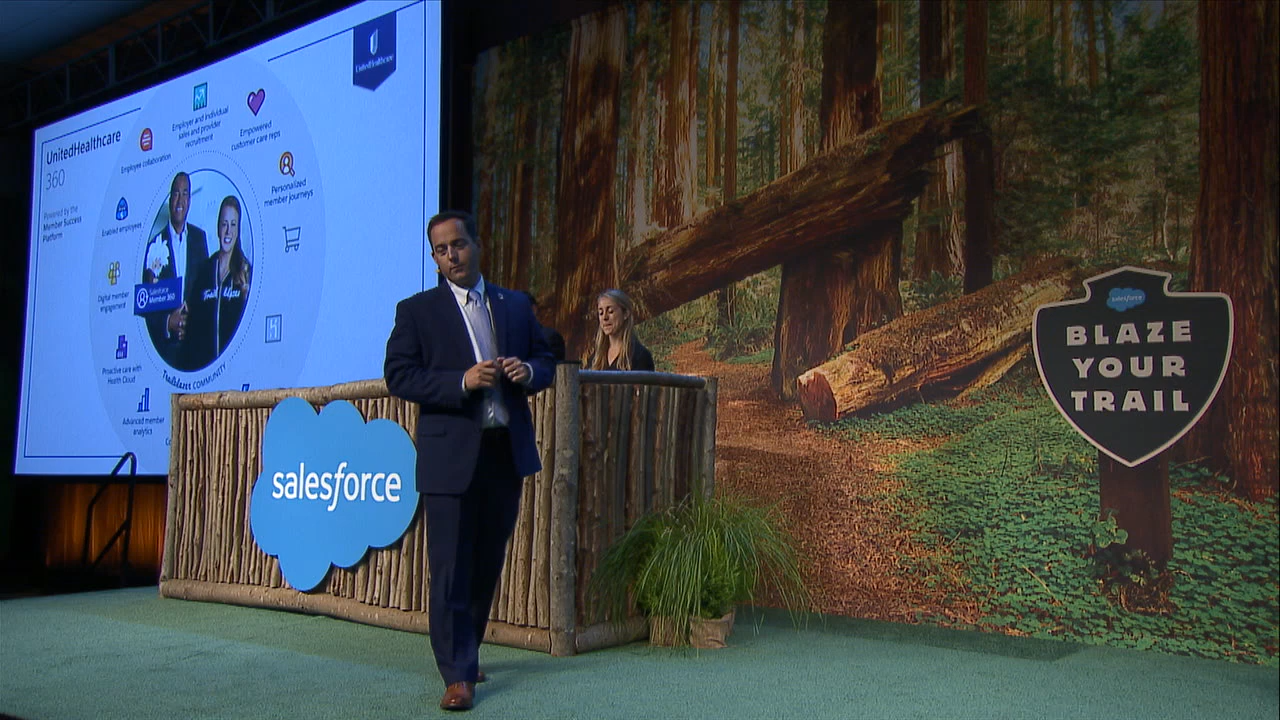 UnitedHealthcare
UnitedHealthcare
360
Powered by the
Member Success
Platform
Employer and individual
sales and provider
recruitment
Empowered
customer care reps
Employee collaboration
Personalized
member journeys
Enabled employees
Digital member
engagement
Salesforce
Member 360
Proactive care with
Health Cloud
Trailblazer COMMUNITY
Advanced member
analytics
salesforce
salesforce
BLAZE
YOUR
TRAIL